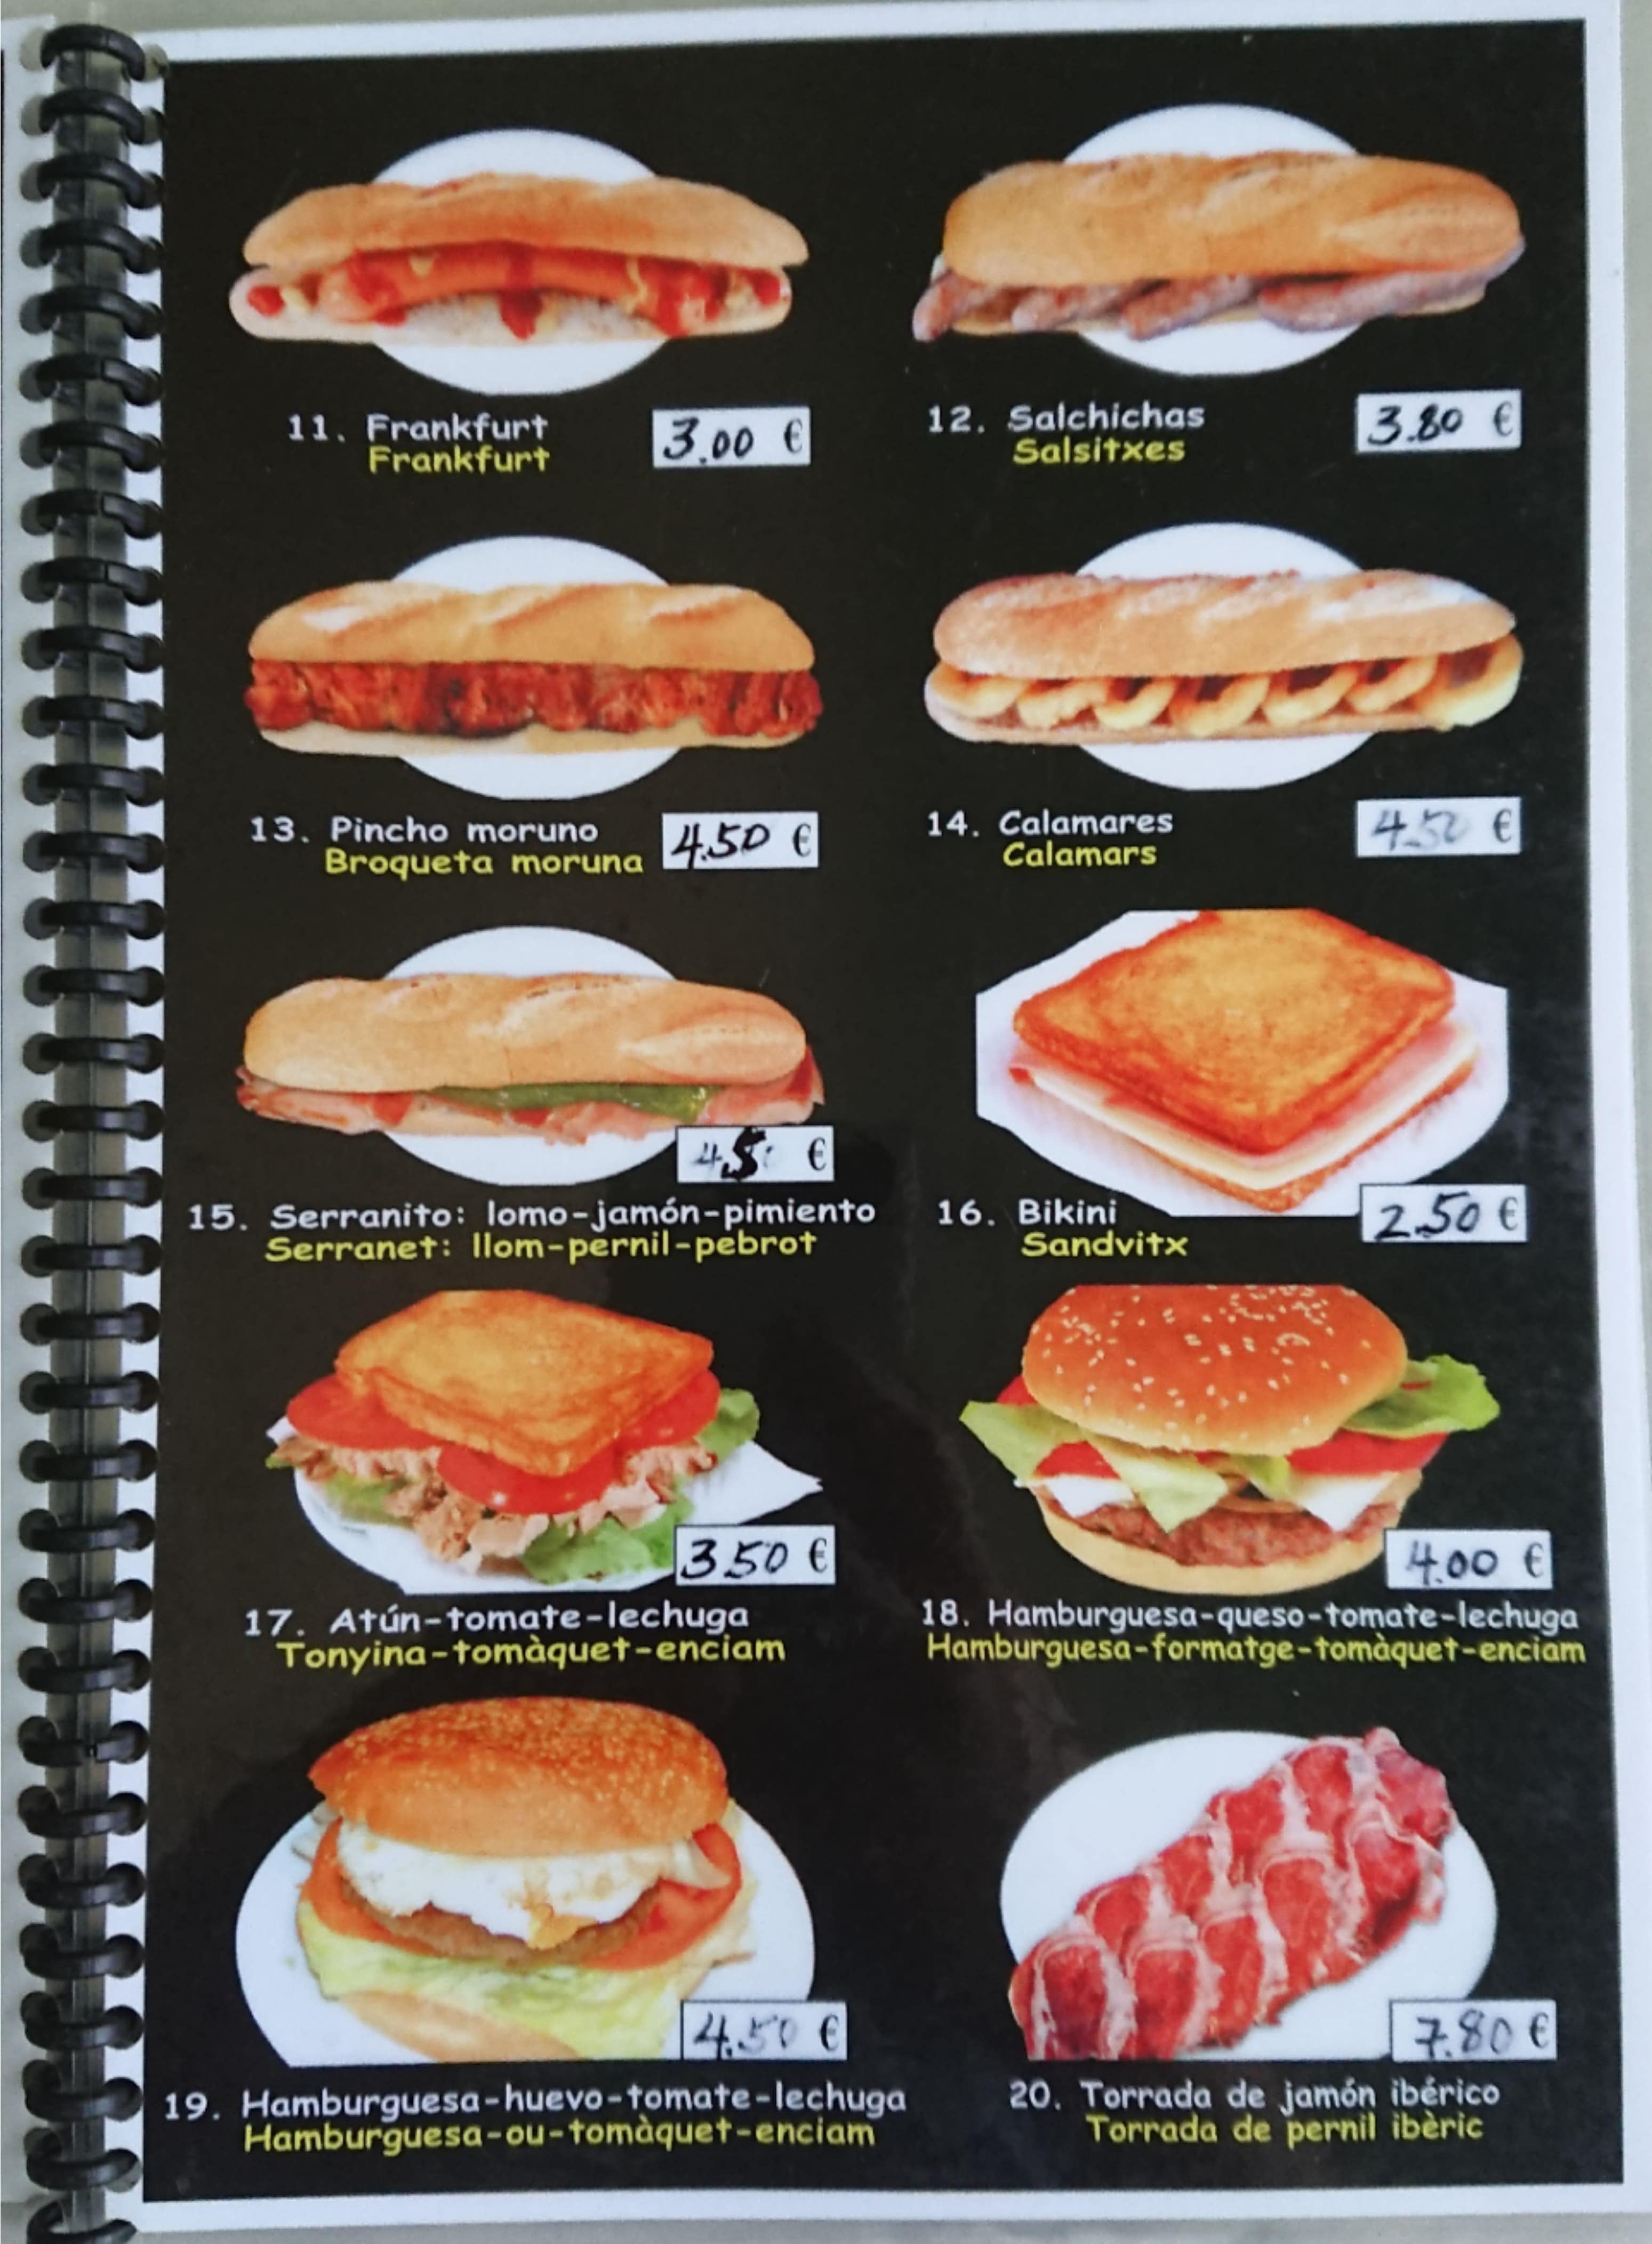 11. Frankfurt
Frankfurt
3.00 €
12. Salchichas
Salsitxes
3.80 €
13. Pincho moruno
Broqueta moruna
4.50 €
14. Calamares
Calamars
4.50 €
4.5 €
15. Serranito: lomo-jamón-pimiento
Serranet: llom-pernil-pebrot
16. Bikini
Sandvitx
2.50 €
3.50 €
17. Atún-tomate-lechuga
Tonyina-tomàquet-enciam
4.00 €
18. Hamburguesa-queso-tomate-lechuga
Hamburguesa-formatge-tomàquet-enciam
4.50 €
19. Hamburguesa-huevo-tomate-lechuga
Hamburguesa-ou-tomàquet-enciam
7.80 €
20. Torrada de jamón ibérico
Torrada de pernil ibèric